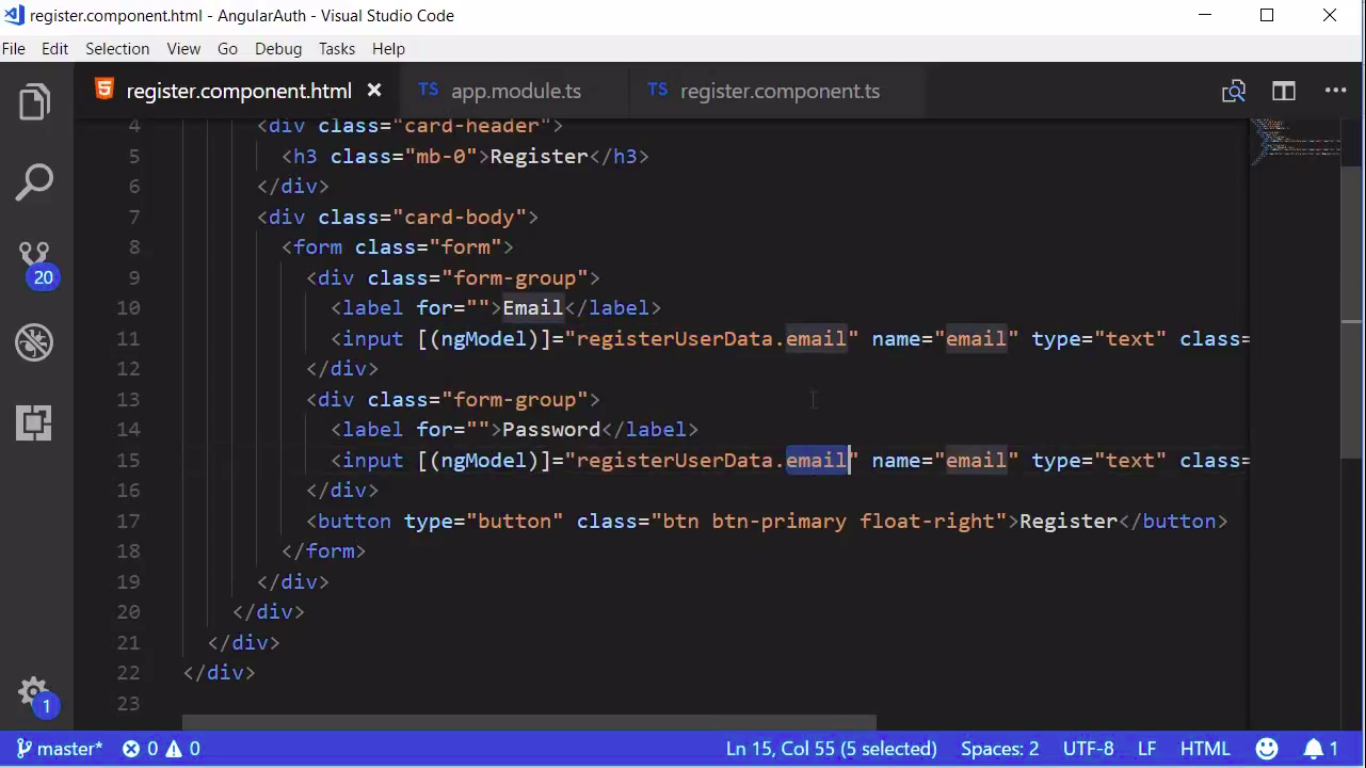 register.component.html - AngularAuth - Visual Studio Code
File Edit Selection View Go Debug Tasks Help
register.component.html TS app.module.ts TS register.component.ts
4 <div class="card-header">
5 <h3 class="mb-0">Register</h3>
6 </div>
7 <div class="card-body">
8 <form class="form">
9 <div class="form-group">
10 <label for="">Email</label>
11 <input [(ngModel)]="registerUserData.email" name="email" type="text" class=
12 </div>
13 <div class="form-group">
14 <label for="">Password</label>
15 <input [(ngModel)]="registerUserData.email" name="email" type="text" class=
16 </div>
17 <button type="button" class="btn btn-primary float-right">Register</button>
18 </form>
19 </div>
20 </div>
21 </div>
22 </div>
23
20
1
master* 0 0 Ln 15, Col 55 (5 selected) Spaces: 2 UTF-8 LF HTML 1